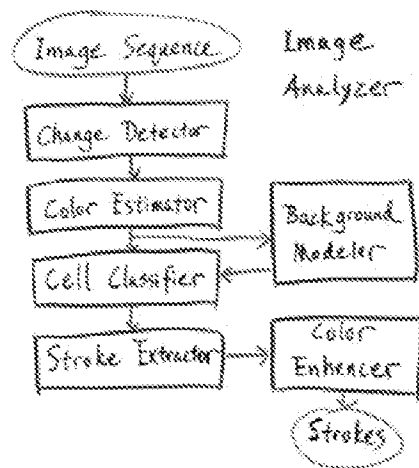 Image Sequence
Image
Analyzer
Change Detector
Color Estimator
Background
Modeler
Cell Classifier
Stroke Extractor
Color
Enhancer
Strokes